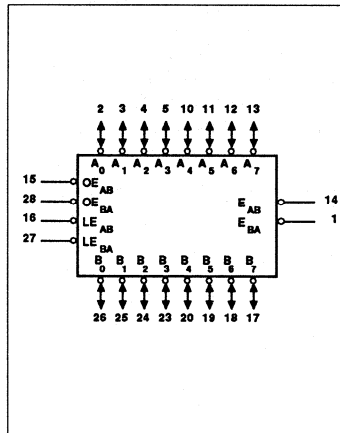 2 3 4 5 10 11 12 13
A0 A1 A2 A3 A4 A5 A6 A7
15 OEAB
28 OEBA EAB 14
16 LEAB EBA 1
27 LEBA
B0 B1 B2 B3 B4 B5 B6 B7
26 25 24 23 20 19 18 17